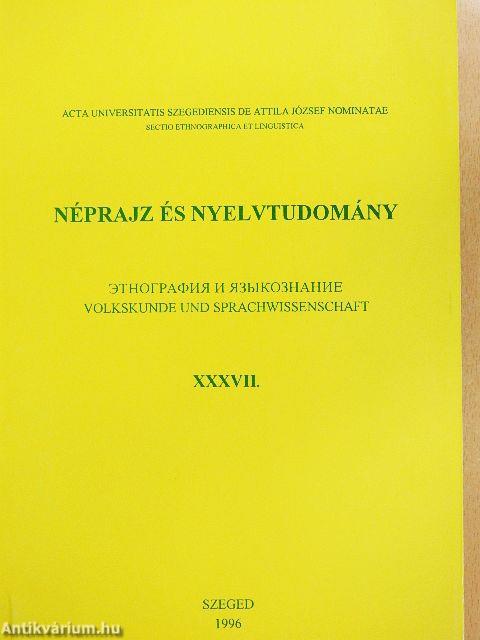 ACTA UNIVERSITATIS SZEGEDIENSIS DE ATTILA JÓZSEF NOMINATAE
SECTIO ETHNOGRAPHICA ET LINGUISTICA
NÉPRAJZ ÉS NYELVTUDOMÁNY
ЭТНОГРАФИЯ И ЯЗЫКОЗНАНИЕ
VOLKSKUNDE UND SPRACHWISSENSCHAFT
XXXVII.
SZEGED
1996
Antikvárium.hu